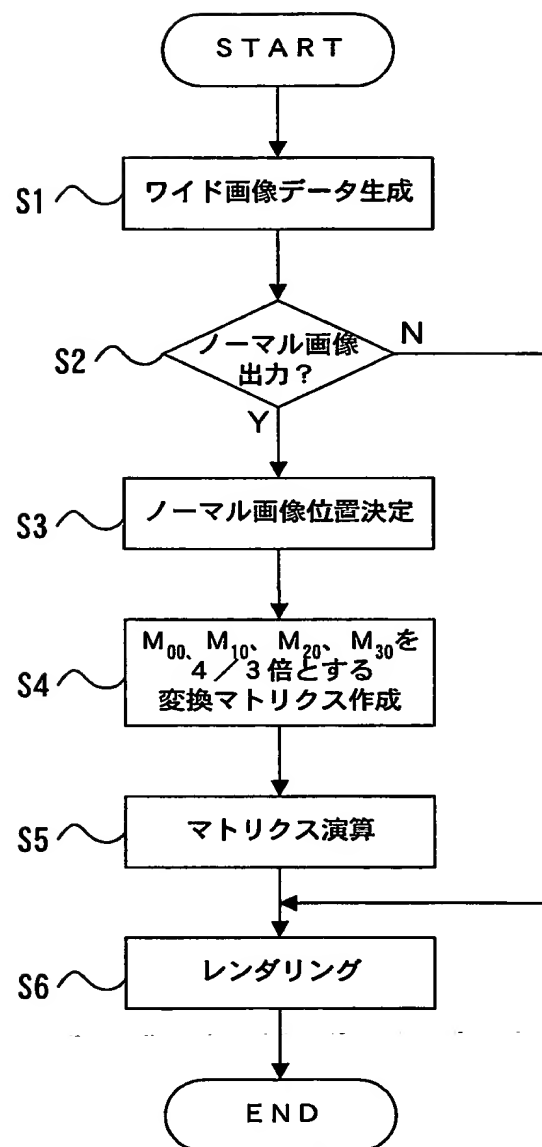 START
S1
ワイド画像データ生成
S2
ノーマル画像
出力？
N
Y
S3
ノーマル画像位置決定
S4
M00、M10、M20、M30を
4／3倍とする
変換マトリクス作成
S5
マトリクス演算
S6
レンダリング
END